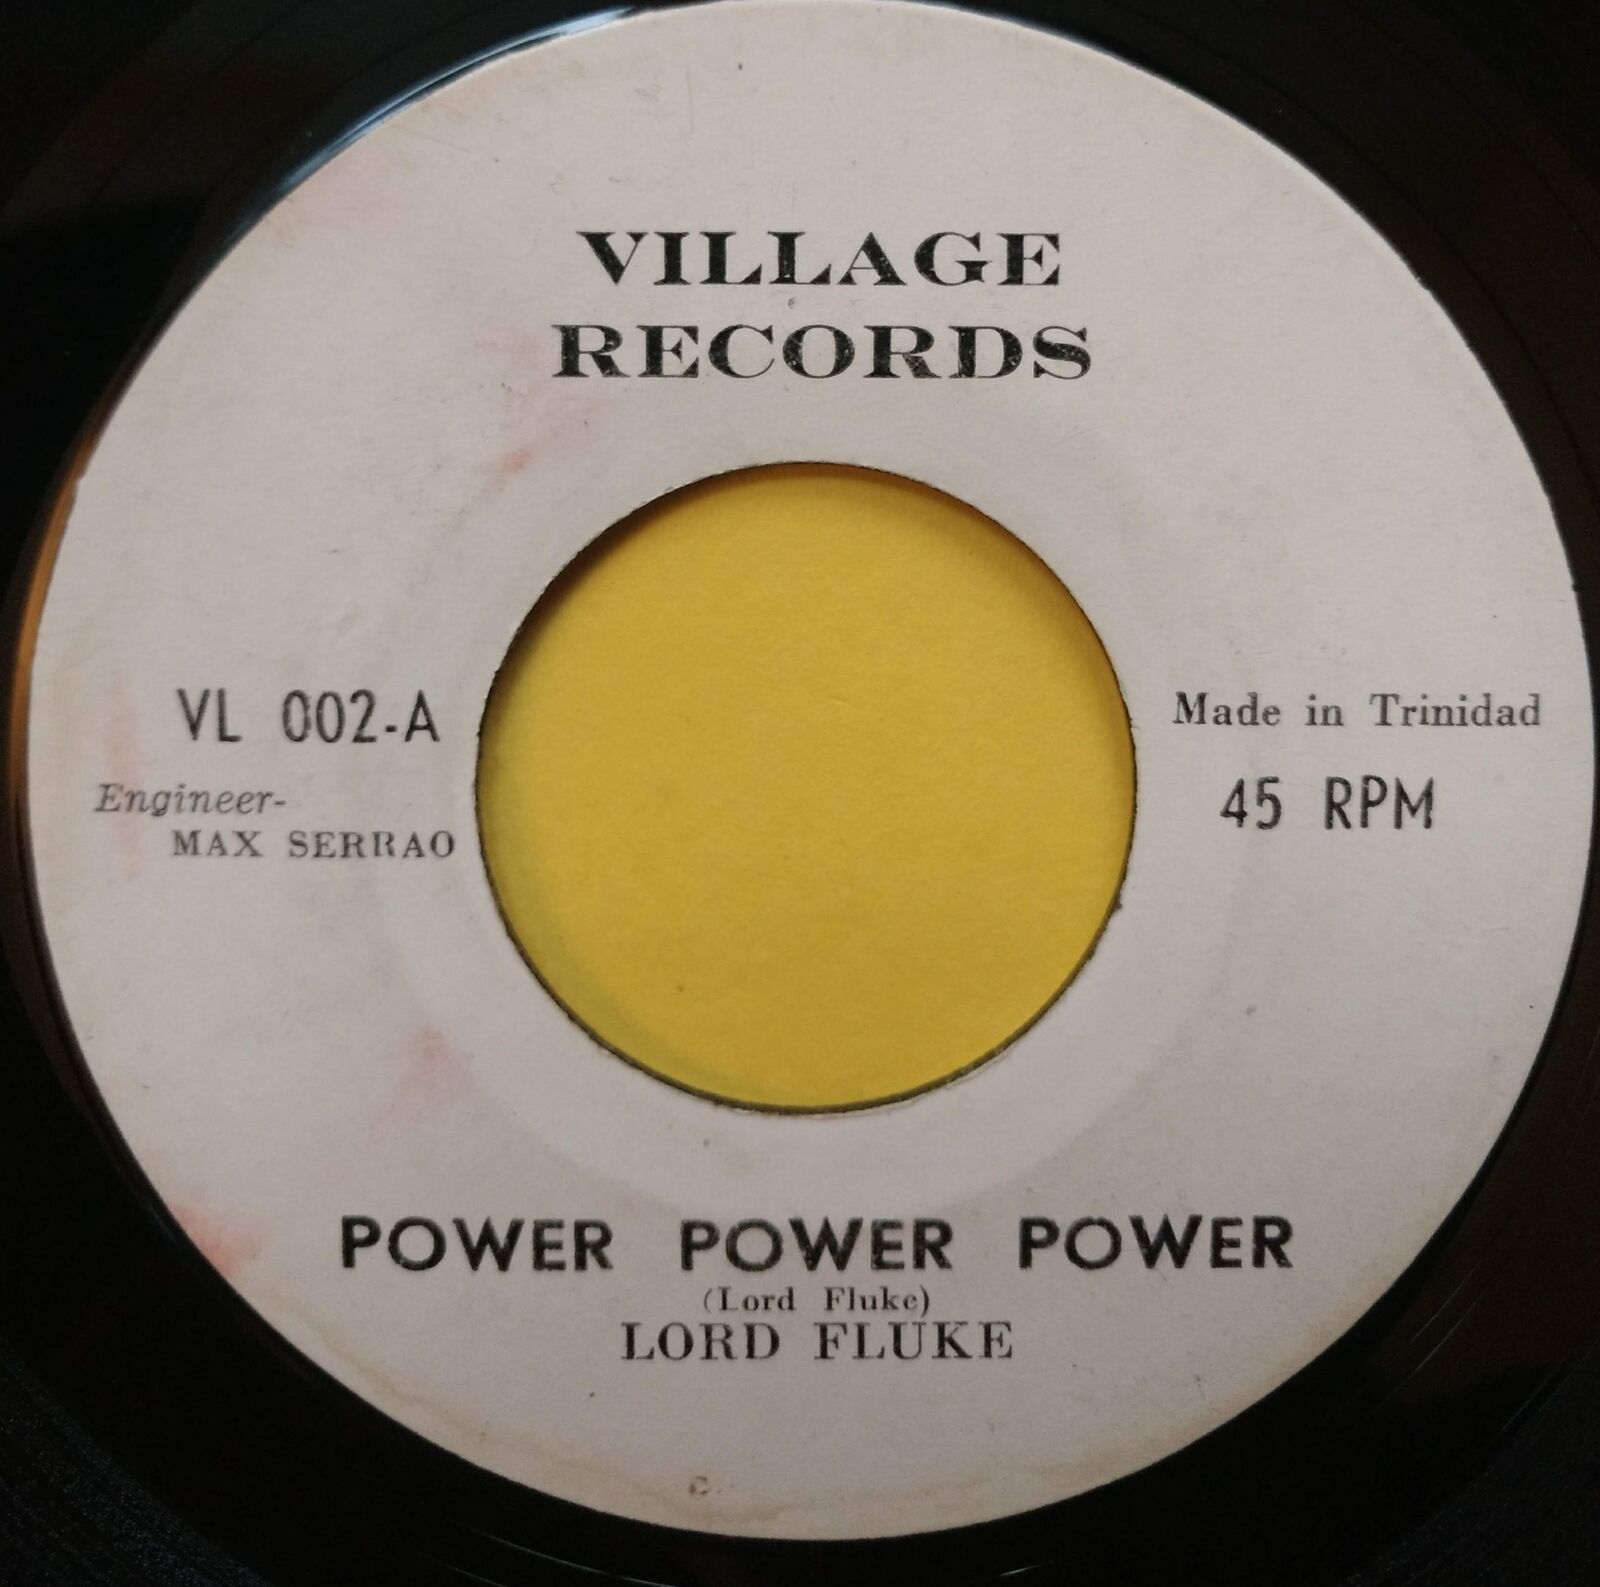 VILLAGE
RECORDS
VL 002-A
Engineer-
MAX SERRAO
Made in Trinidad
45 RPM
POWER POWER POWER
(Lord Fluke)
LORD FLUKE